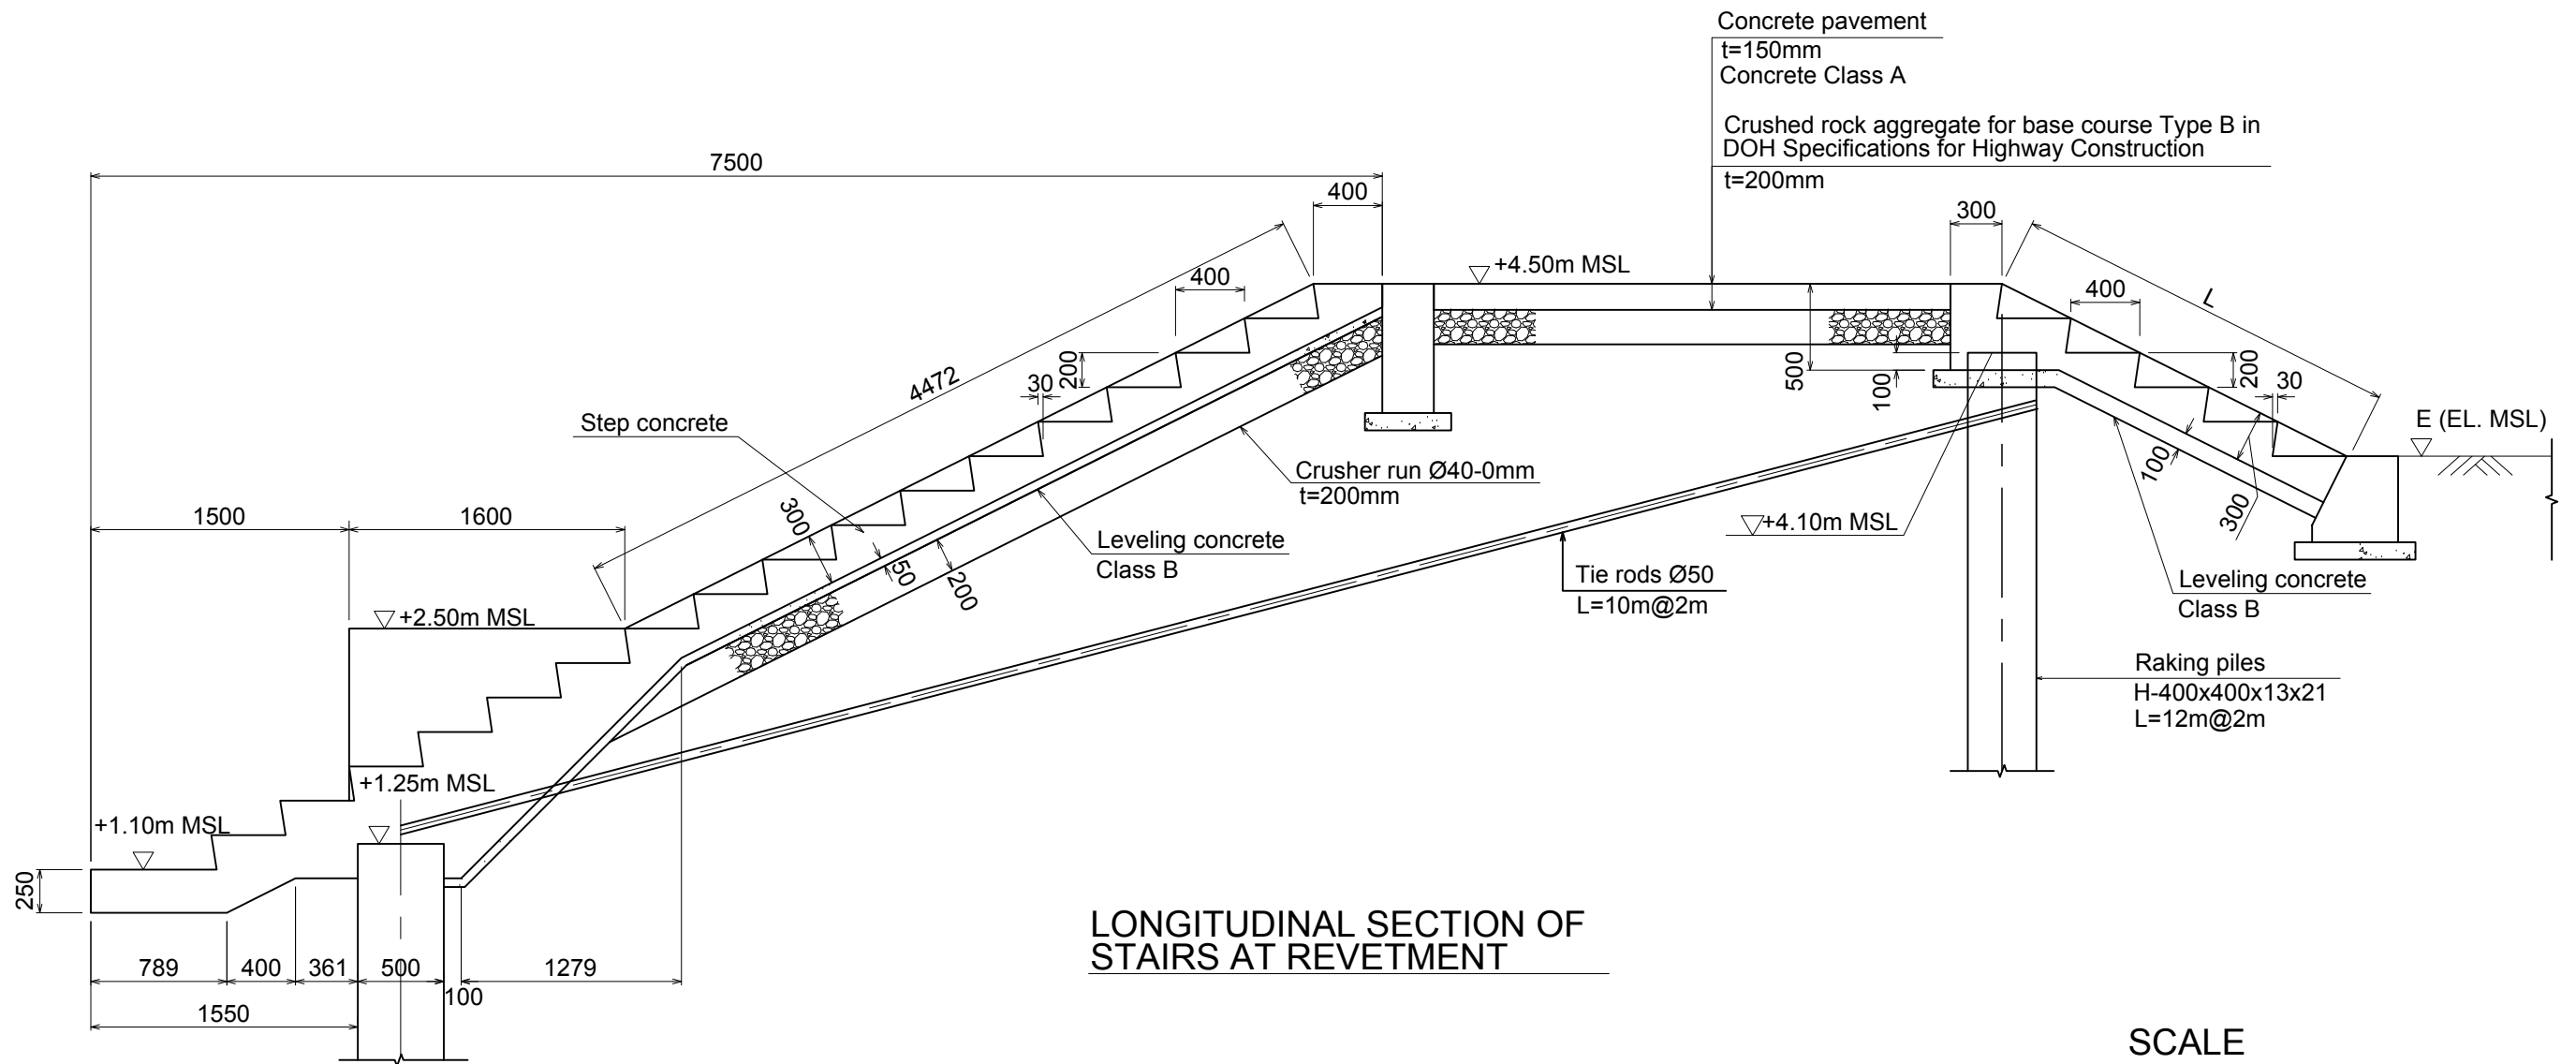 Concrete pavement
t=150mm
Concrete Class A
Crushed rock aggregate for base course Type B in
DOH Specifications for Highway Construction
t=200mm
7500
400
300
+4.50m MSL
400
400
L
4472
30
200
500
100
200
30
E (EL. MSL)
Step concrete
Crusher run Ø40-0mm
t=200mm
100
300
1500
1600
300
+4.10m MSL
Leveling concrete
Class B
50
200
Tie rods Ø50
L=10m@2m
Leveling concrete
Class B
+2.50m MSL
Raking piles
H-400x400x13x21
L=12m@2m
+1.25m MSL
+1.10m MSL
250
LONGITUDINAL SECTION OF
STAIRS AT REVETMENT
789
400
361
500
1279
100
1550
SCALE